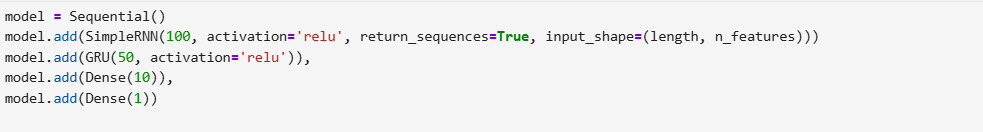 model = Sequential()
model.add(SimpleRNN(100, activation='relu', return_sequences=True, input_shape=(length, n_features)))
model.add(GRU(50, activation='relu')),
model.add(Dense(10)),
model.add(Dense(1))